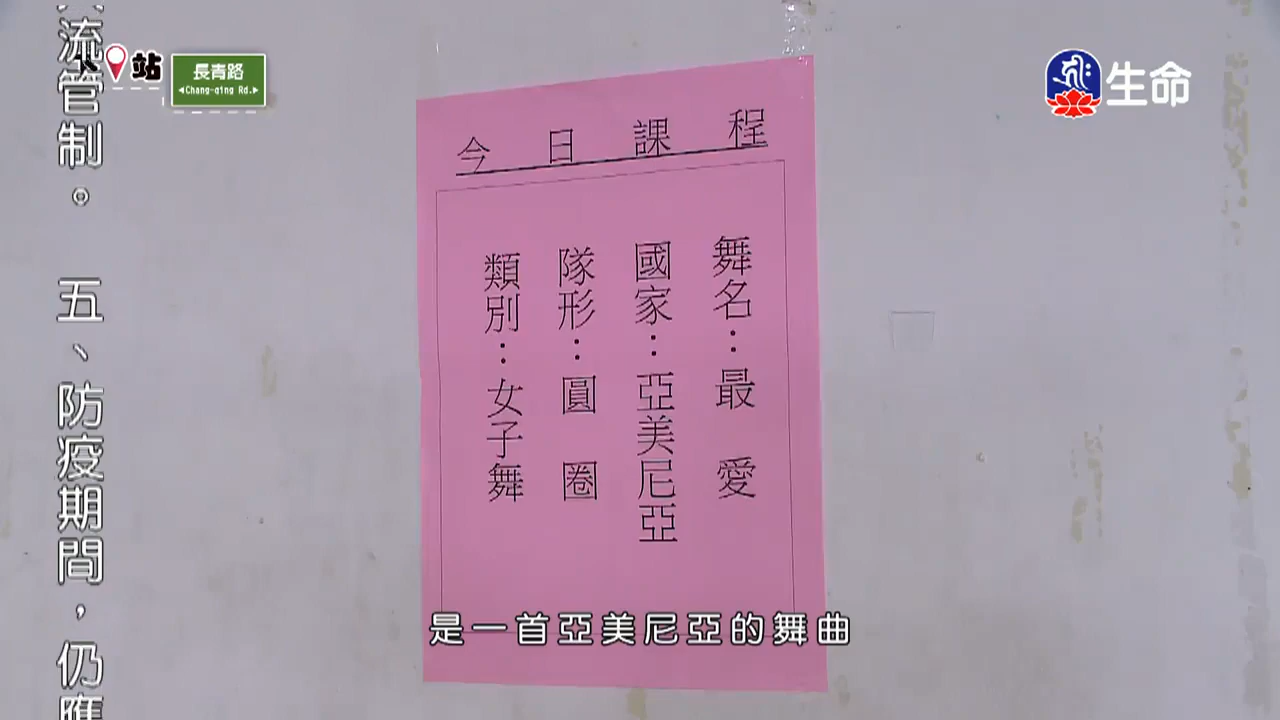 流管制。 五、防疫期間，仍應
站
長青路
Chang-qing Rd.
生命
今日課程
舞名：最愛
國家：亞美尼亞
隊形：圓圈
類別：女子舞
是一首亞美尼亞的舞曲